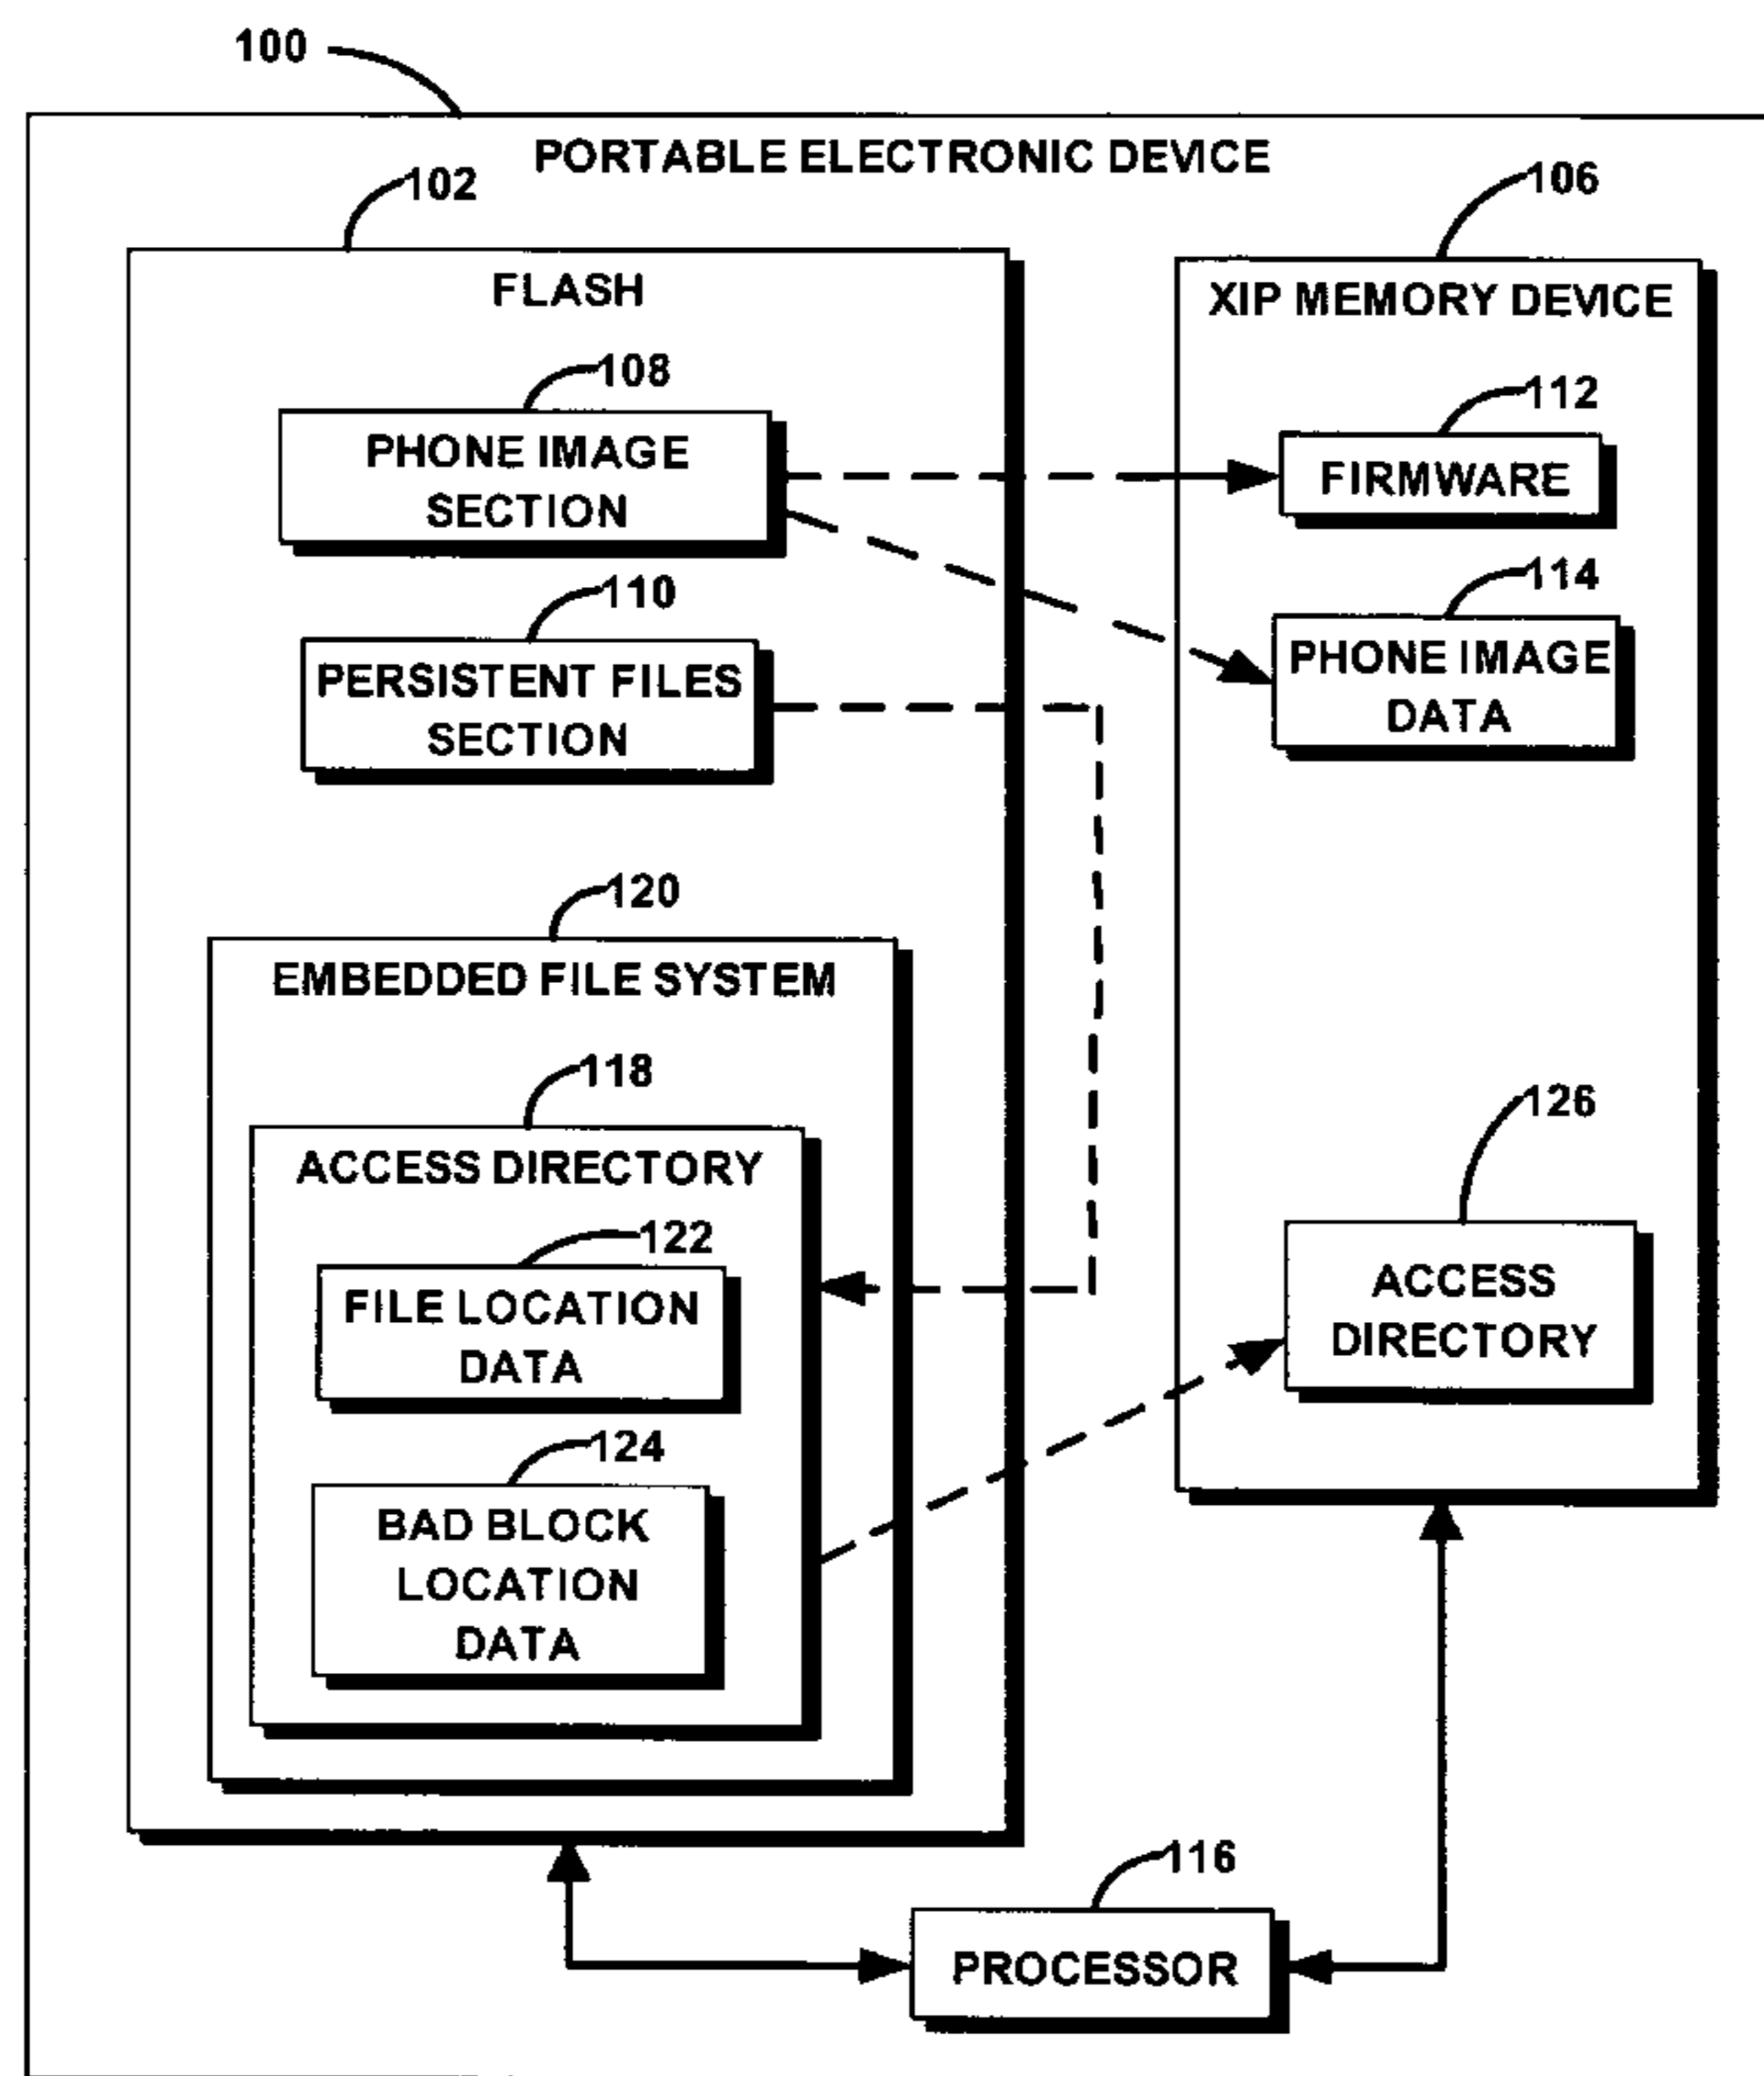 100
PORTABLE ELECTRONIC DEVICE
102
106
FLASH
XIP MEMORY DEVICE
108
112
PHONE IMAGE
SECTION
FIRMWARE
110
114
PERSISTENT FILES
SECTION
PHONE IMAGE
DATA
120
EMBEDDED FILE SYSTEM
118
126
ACCESS DIRECTORY
122
FILE LOCATION
DATA
ACCESS
DIRECTORY
124
BAD BLOCK
LOCATION
DATA
116
PROCESSOR